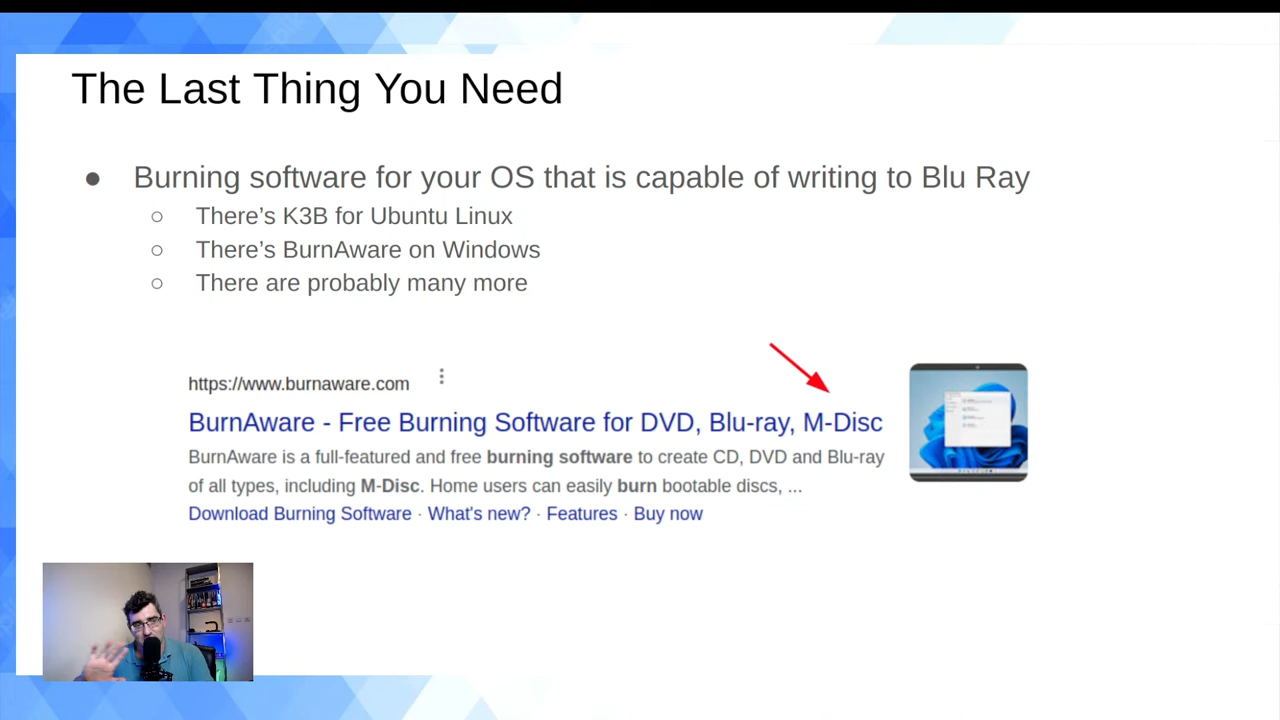 The Last Thing You Need
● Burning software for your OS that is capable of writing to Blu Ray
○ There’s K3B for Ubuntu Linux
○ There’s BurnAware on Windows
○ There are probably many more
https://www.burnaware.com
BurnAware - Free Burning Software for DVD, Blu-ray, M-Disc
BurnAware is a full-featured and free burning software to create CD, DVD and Blu-ray
of all types, including M-Disc. Home users can easily burn bootable discs, ...
Download Burning Software · What's new? · Features · Buy now